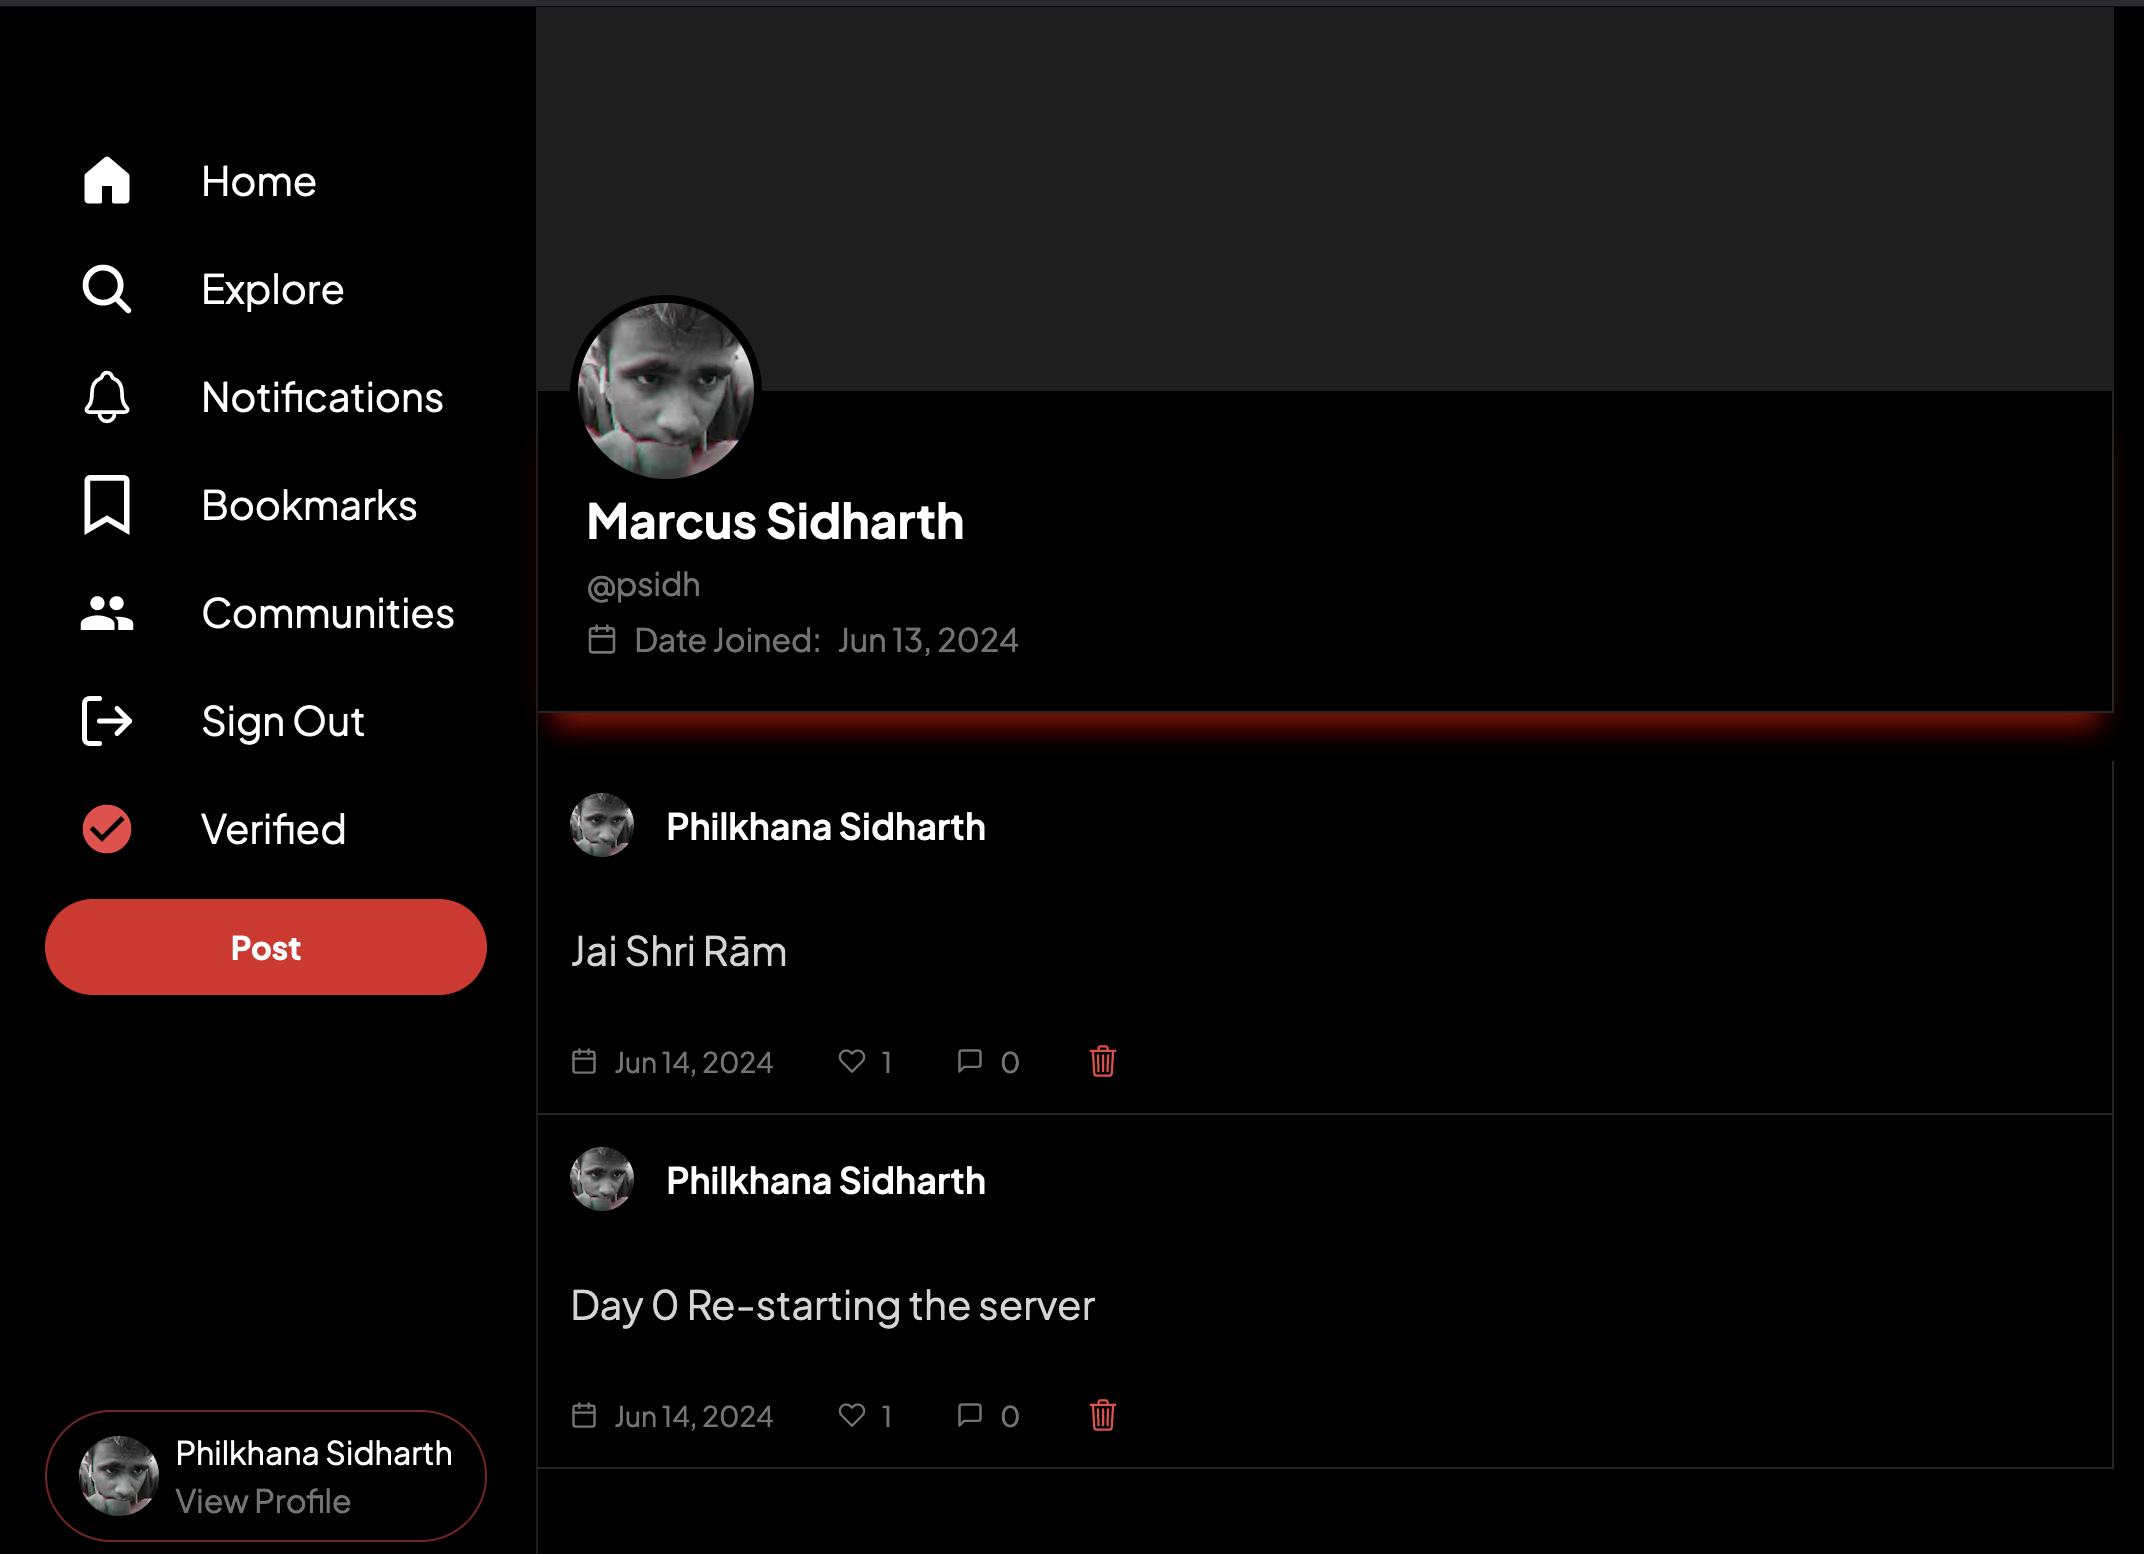 Home
Explore
Notifications
Bookmarks
Communities
Sign Out
Verified
Post
Philkhana Sidharth
View Profile
Marcus Sidharth
@psidh
Date Joined: Jun 13, 2024
Philkhana Sidharth
Jai Shri Rām
Jun 14, 2024 1 0
Philkhana Sidharth
Day 0 Re-starting the server
Jun 14, 2024 1 0